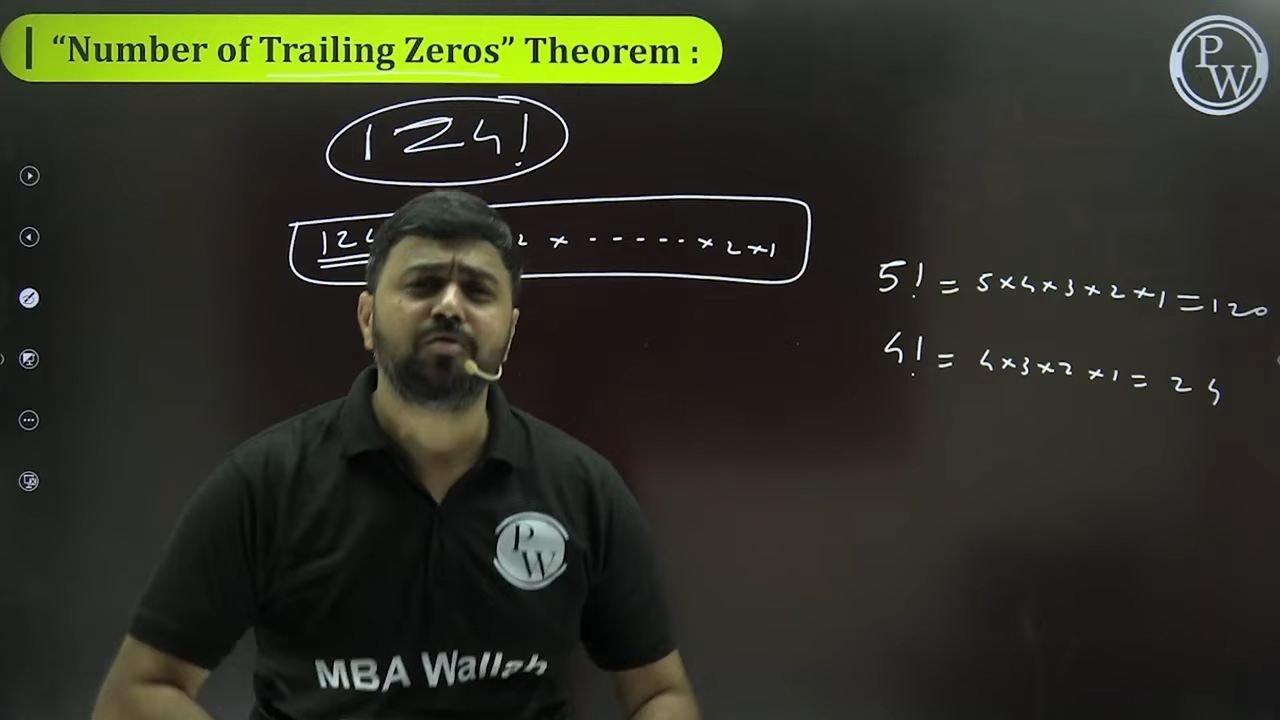 "Number of Trailing Zeros" Theorem :
P
W
124!
2 × ...... × 2 × 1
5! = 5×4×3×2×1 = 120
4! = 4×3×2×1 = 24
P
W
MBA Wallah